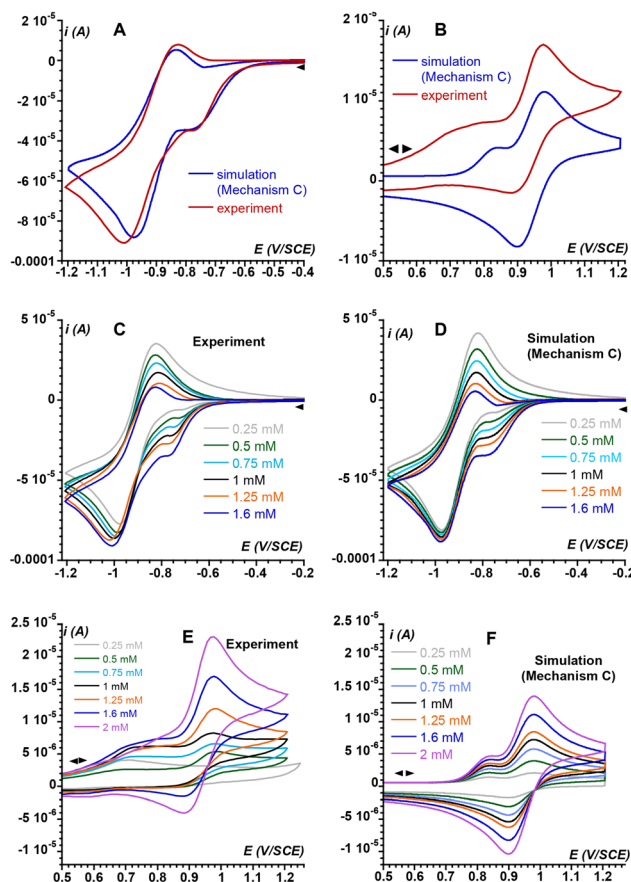 i (A)
A
2 10⁻⁵
0
-2 10⁻⁵
-4 10⁻⁵
-6 10⁻⁵
-8 10⁻⁵
-0.0001
simulation
(Mechanism C)
experiment
E (V/SCE)
-1.2 -1.1 -1 -0.9 -0.8 -0.7 -0.6 -0.5 -0.4
i (A)
B
2 10⁻⁵
1 10⁻⁵
0
-1 10⁻⁵
simulation
(Mechanism C)
experiment
E (V/SCE)
0.5 0.6 0.7 0.8 0.9 1 1.1 1.2
i (A)
C
Experiment
5 10⁻⁵
0
-5 10⁻⁵
-0.0001
0.25 mM
0.5 mM
0.75 mM
1 mM
1.25 mM
1.6 mM
E (V/SCE)
-1.2 -1 -0.8 -0.6 -0.4 -0.2
i (A)
D
Simulation
(Mechanism C)
5 10⁻⁵
0
-5 10⁻⁵
-0.0001
0.25 mM
0.5 mM
0.75 mM
1 mM
1.25 mM
1.6 mM
E (V/SCE)
-1.2 -1 -0.8 -0.6 -0.4 -0.2
i (A)
E
Experiment
2.5 10⁻⁵
2 10⁻⁵
1.5 10⁻⁵
1 10⁻⁵
5 10⁻⁶
0
-5 10⁻⁶
-1 10⁻⁵
0.25 mM
0.5 mM
0.75 mM
1 mM
1.25 mM
1.6 mM
2 mM
E (V/SCE)
0.5 0.6 0.7 0.8 0.9 1 1.1 1.2
i (A)
F
Simulation
(Mechanism C)
2.5 10⁻⁵
2 10⁻⁵
1.5 10⁻⁵
1 10⁻⁵
5 10⁻⁶
0
-5 10⁻⁶
-1 10⁻⁵
0.25 mM
0.5 mM
0.75 mM
1 mM
1.25 mM
1.6 mM
2 mM
E (V/SCE)
0.5 0.6 0.7 0.8 0.9 1 1.1 1.2